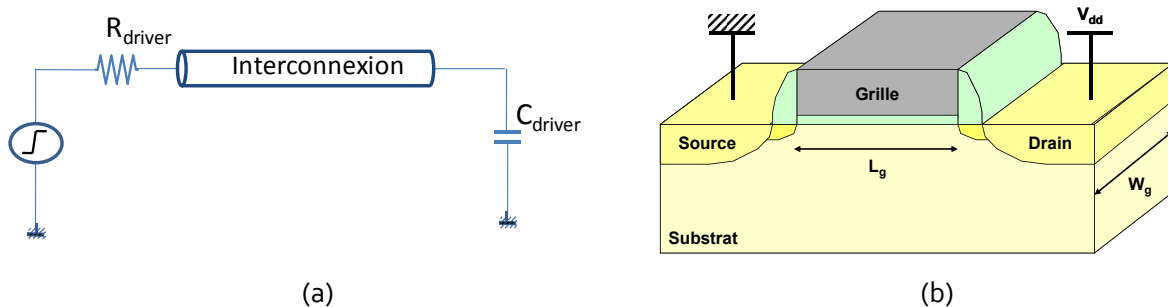 R_driver
Interconnexion
C_driver
(a)
V_dd
Grille
Source
Drain
L_g
W_g
Substrat
(b)